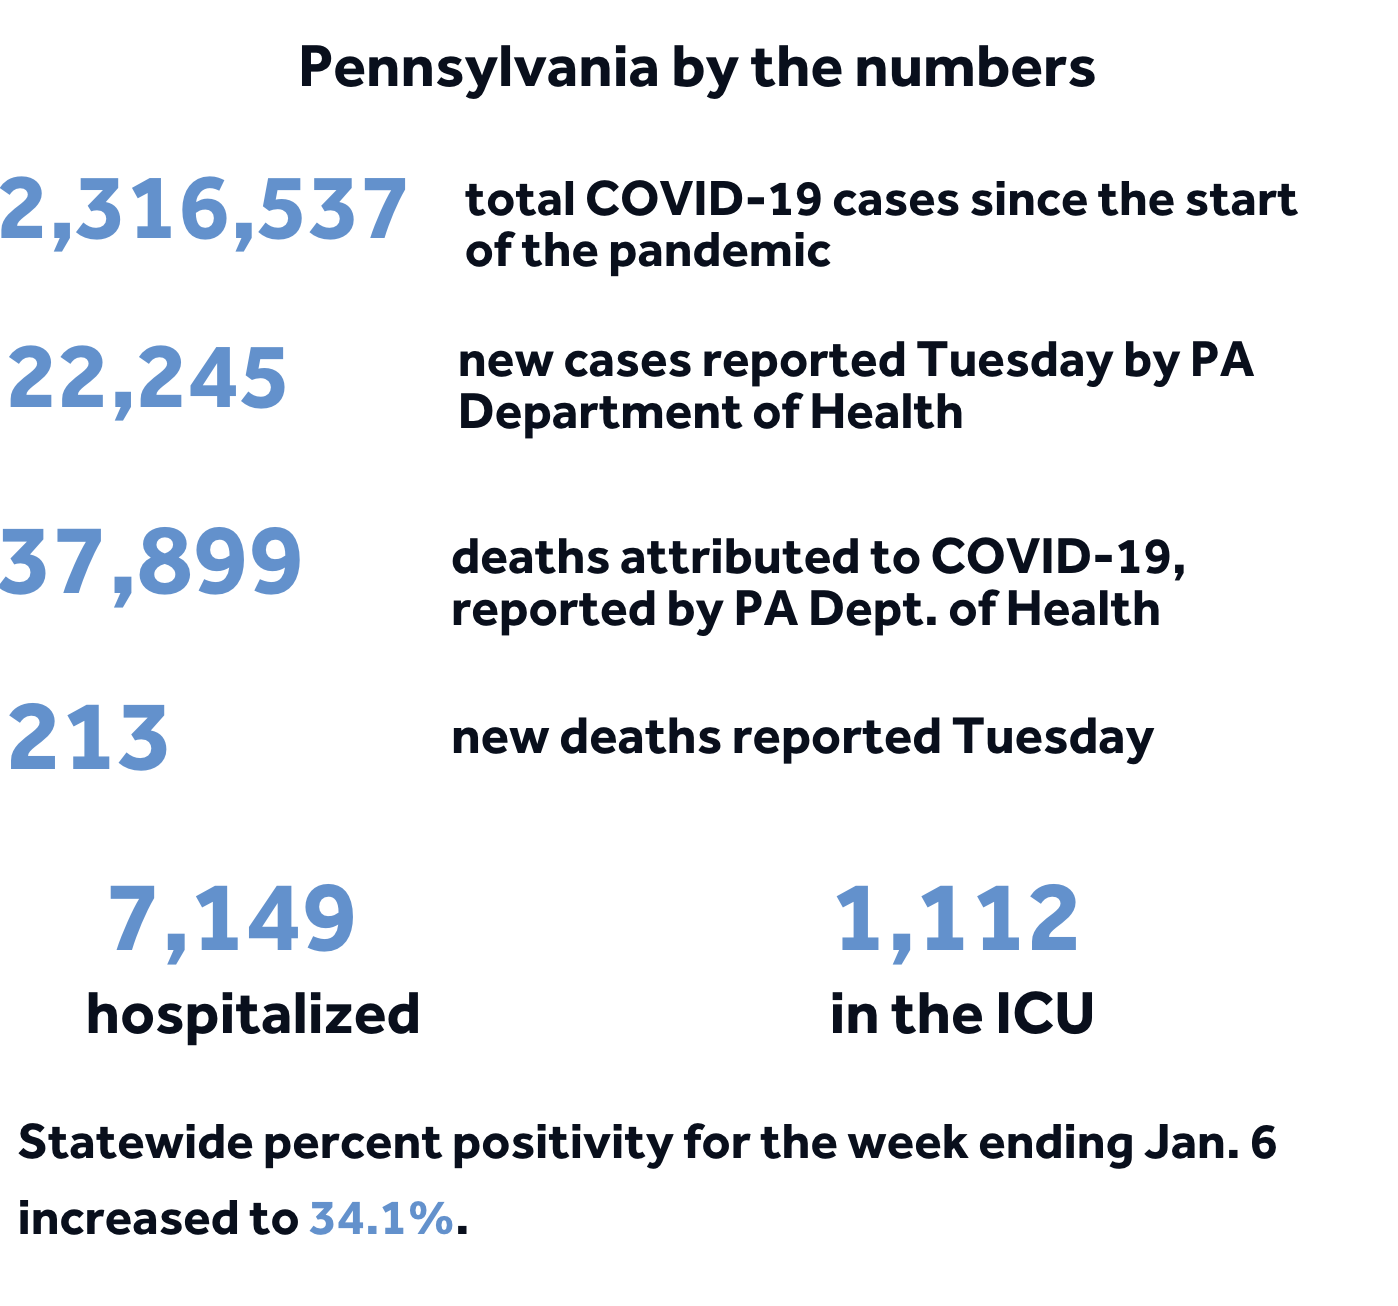 Pennsylvania by the numbers
2,316,537 total COVID-19 cases since the start
of the pandemic
22,245 new cases reported Tuesday by PA
Department of Health
37,899 deaths attributed to COVID-19,
reported by PA Dept. of Health
213 new deaths reported Tuesday
7,149
hospitalized
1,112
in the ICU
Statewide percent positivity for the week ending Jan. 6
increased to 34.1%.